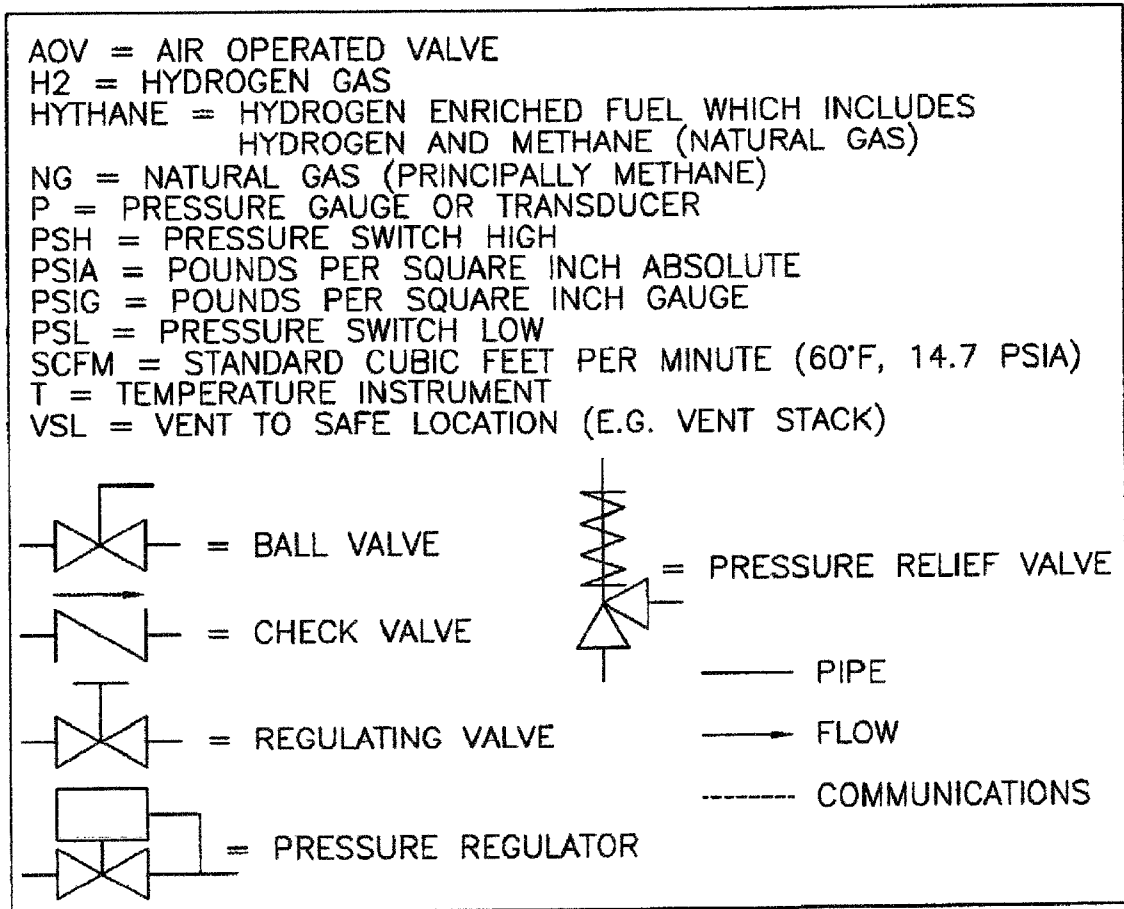 AOV = AIR OPERATED VALVE
H2 = HYDROGEN GAS
HYTHANE = HYDROGEN ENRICHED FUEL WHICH INCLUDES
HYDROGEN AND METHANE (NATURAL GAS)
NG = NATURAL GAS (PRINCIPALLY METHANE)
P = PRESSURE GAUGE OR TRANSDUCER
PSH = PRESSURE SWITCH HIGH
PSIA = POUNDS PER SQUARE INCH ABSOLUTE
PSIG = POUNDS PER SQUARE INCH GAUGE
PSL = PRESSURE SWITCH LOW
SCFM = STANDARD CUBIC FEET PER MINUTE (60°F, 14.7 PSIA)
T = TEMPERATURE INSTRUMENT
VSL = VENT TO SAFE LOCATION (E.G. VENT STACK)
= BALL VALVE
= CHECK VALVE
= REGULATING VALVE
= PRESSURE REGULATOR
= PRESSURE RELIEF VALVE
PIPE
FLOW
COMMUNICATIONS